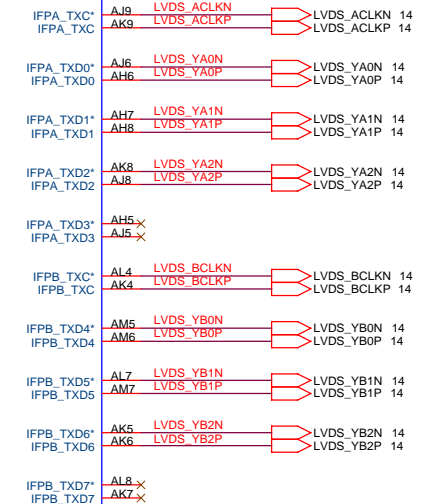 IFPA_TXC* AJ9 LVDS_ACLKN LVDS_ACLKN 14
IFPA_TXC AK9 LVDS_ACLKP LVDS_ACLKP 14
IFPA_TXD0* AJ6 LVDS_YA0N LVDS_YA0N 14
IFPA_TXD0 AH6 LVDS_YA0P LVDS_YA0P 14
IFPA_TXD1* AH7 LVDS_YA1N LVDS_YA1N 14
IFPA_TXD1 AH8 LVDS_YA1P LVDS_YA1P 14
IFPA_TXD2* AK8 LVDS_YA2N LVDS_YA2N 14
IFPA_TXD2 AJ8 LVDS_YA2P LVDS_YA2P 14
IFPA_TXD3* AH5
IFPA_TXD3 AJ5
IFPB_TXC* AL4 LVDS_BCLKN LVDS_BCLKN 14
IFPB_TXC AK4 LVDS_BCLKP LVDS_BCLKP 14
IFPB_TXD4* AM5 LVDS_YB0N LVDS_YB0N 14
IFPB_TXD4 AM6 LVDS_YB0P LVDS_YB0P 14
IFPB_TXD5* AL7 LVDS_YB1N LVDS_YB1N 14
IFPB_TXD5 AM7 LVDS_YB1P LVDS_YB1P 14
IFPB_TXD6* AK5 LVDS_YB2N LVDS_YB2N 14
IFPB_TXD6 AK6 LVDS_YB2P LVDS_YB2P 14
IFPB_TXD7* AL8
IFPB_TXD7 AK7